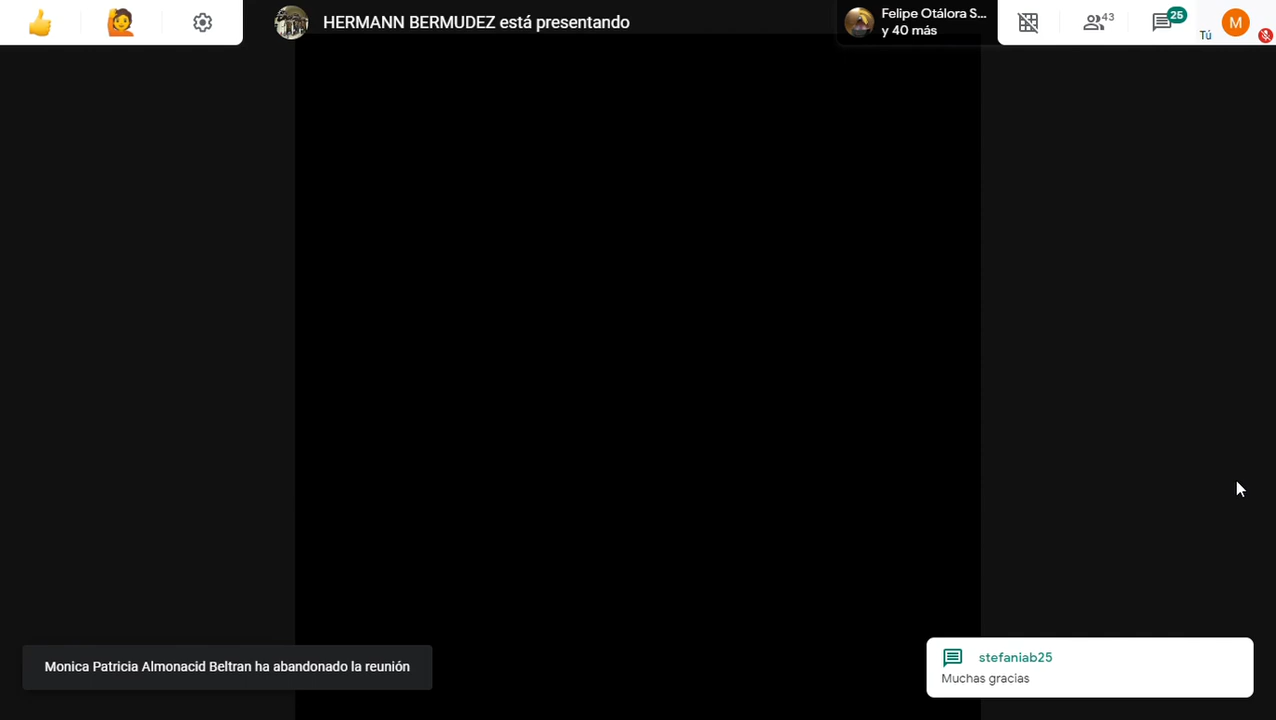 HERMANN BERMUDEZ está presentando
Felipe Otálora S...
y 40 más
43
25
M
Tú
Monica Patricia Almonacid Beltran ha abandonado la reunión
stefaniab25
Muchas gracias